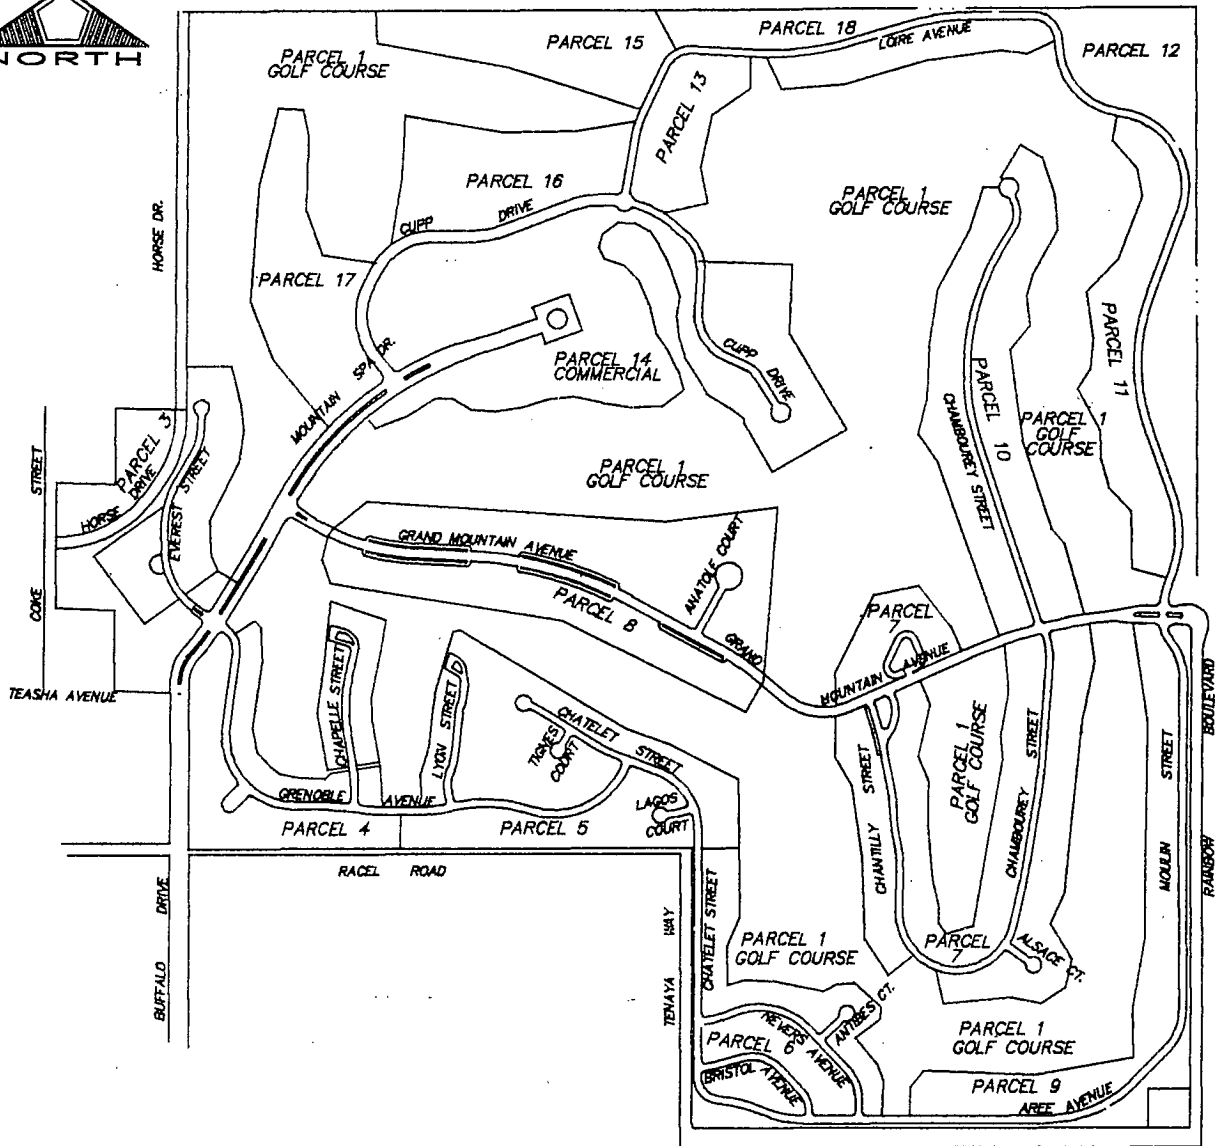 NORTH
PARCEL 1
GOLF COURSE
PARCEL 15
PARCEL 18
LOIRE AVENUE
PARCEL 12
PARCEL 13
PARCEL 16
CUPP DRIVE
PARCEL 1
GOLF COURSE
HORSE DR.
PARCEL 17
MOUNTAIN SPA DR.
PARCEL 14
COMMERCIAL
CUPP DRIVE
PARCEL 11
PARCEL 10
CHAMBOUREY STREET
PARCEL 1
GOLF
COURSE
PARCEL 3
HORSE DRIVE
EVEREST STREET
COKE STREET
PARCEL 1
GOLF COURSE
GRAND MOUNTAIN AVENUE
ANATOLE COURT
PARCEL 8
GRAND MOUNTAIN AVENUE
PARCEL
7
TEASHA AVENUE
CHAPELLE STREET
LYON STREET
CHATELET STREET
TIGNES
COURT
LAGOS
COURT
GRENOBLE AVENUE
PARCEL 4
PARCEL 5
CHANTILLY STREET
PARCEL 1
GOLF COURSE
CHAMBOUREY STREET
MOULIN STREET
RAINBOW BOULEVARD
RACEL ROAD
BUFFALO DRIVE
TENAYA WAY
CHATELET STREET
PARCEL 1
GOLF COURSE
PARCEL
7
ALSACE CT.
ANTIBES CT.
NEVERS AVENUE
PARCEL 6
BRISTOL AVENUE
PARCEL 1
GOLF COURSE
PARCEL 9
AREE AVENUE